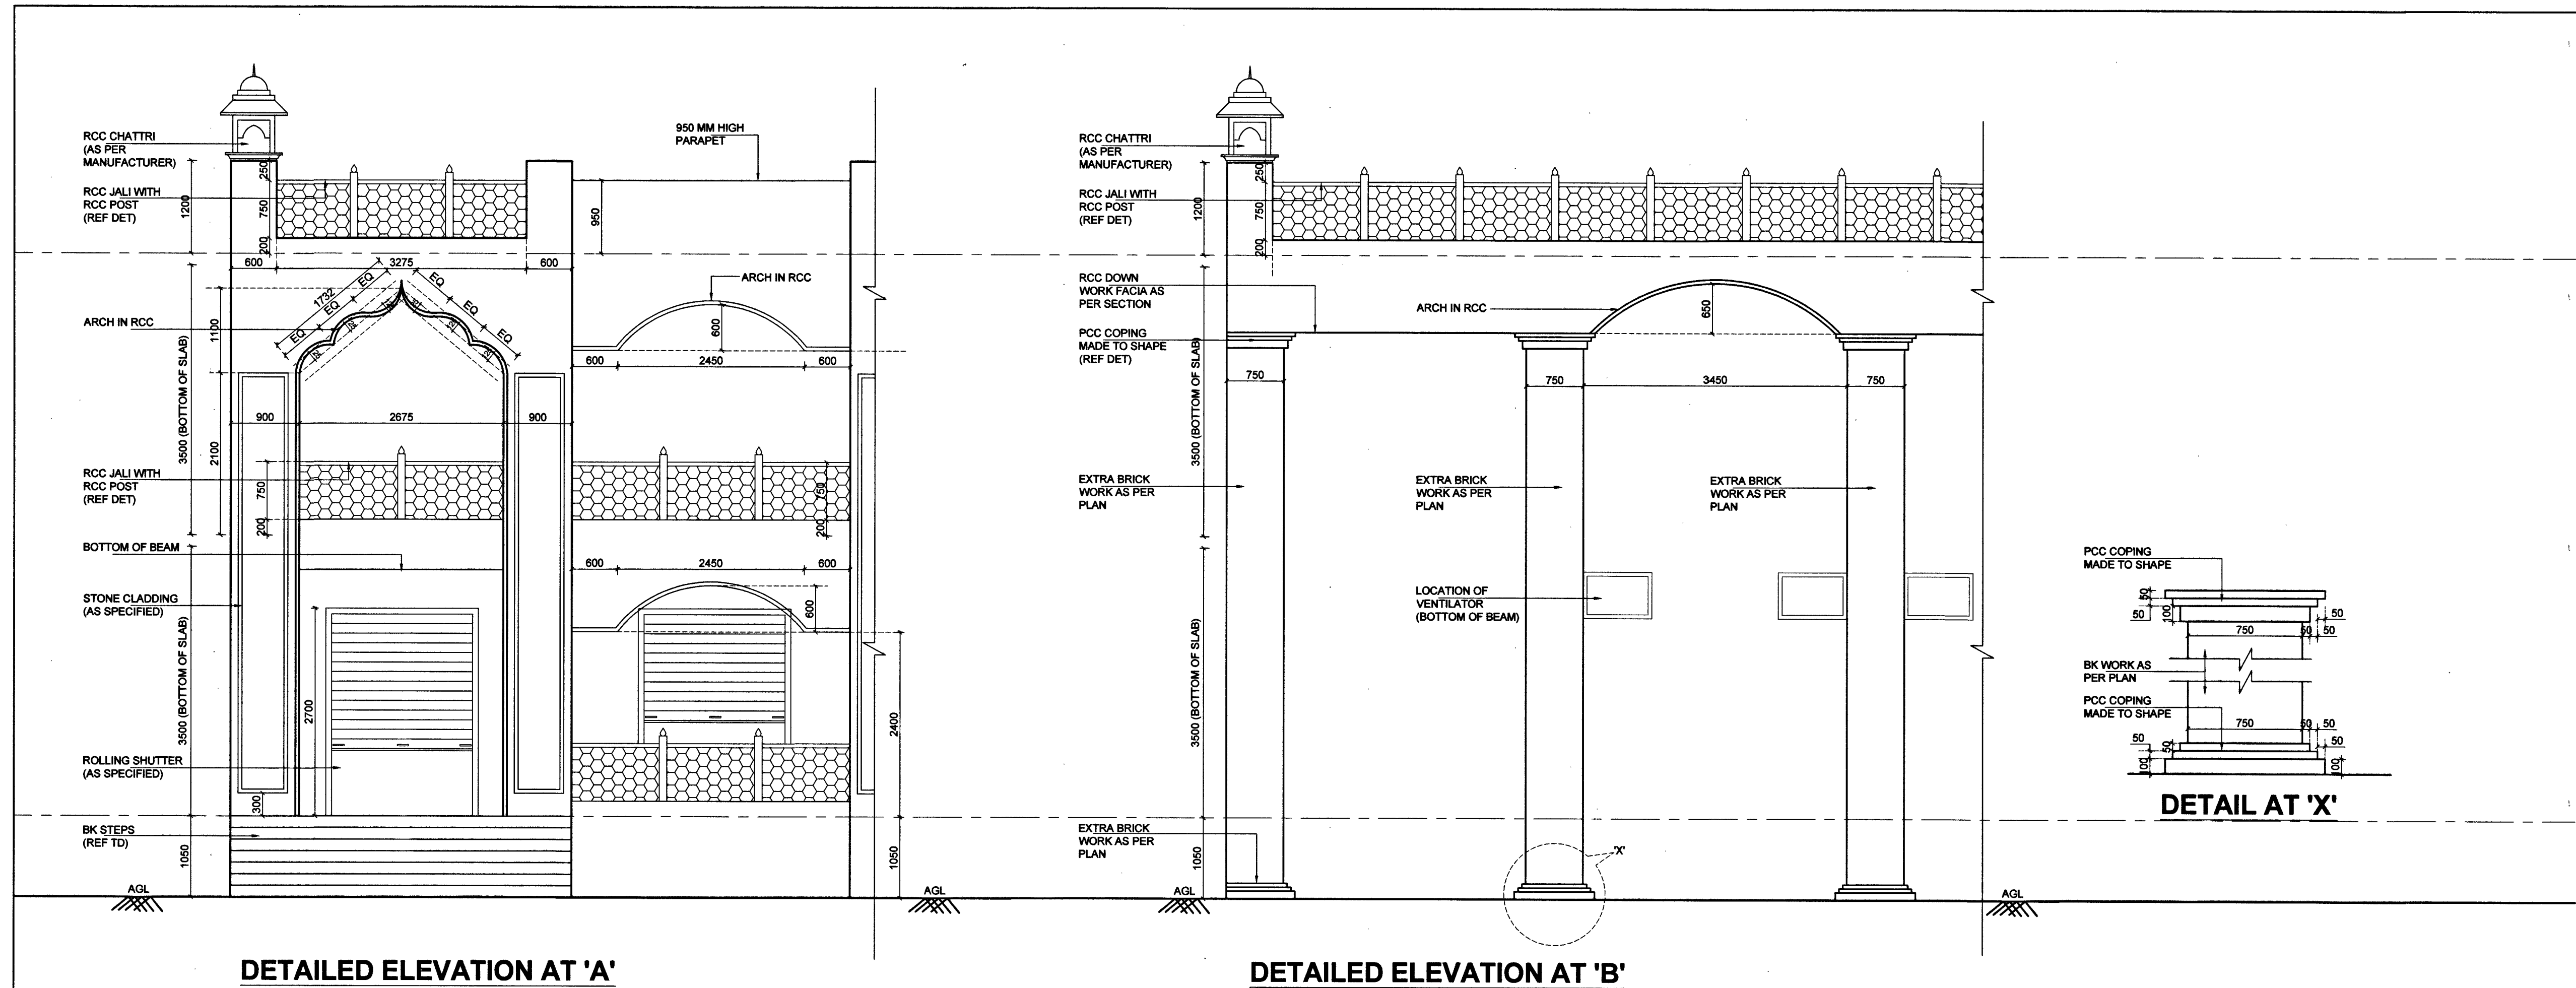 RCC CHATTRI
(AS PER
MANUFACTURER)
RCC JALI WITH
RCC POST
(REF DET)
ARCH IN RCC
RCC JALI WITH
RCC POST
(REF DET)
BOTTOM OF BEAM
STONE CLADDING
(AS SPECIFIED)
ROLLING SHUTTER
(AS SPECIFIED)
BK STEPS
(REF TD)
AGL
1200
250
750
200
3500 (BOTTOM OF SLAB)
1100
2100
750
200
3500 (BOTTOM OF SLAB)
2700
300
1050
600
3275
600
1732
EQ
EQ
EQ
EQ
EQ
EQ
900
2675
900
950 MM HIGH
PARAPET
950
ARCH IN RCC
600
600
2450
600
750
200
600
2450
600
600
2400
1050
AGL
DETAILED ELEVATION AT 'A'
RCC CHATTRI
(AS PER
MANUFACTURER)
RCC JALI WITH
RCC POST
(REF DET)
RCC DOWN
WORK FACIA AS
PER SECTION
PCC COPING
MADE TO SHAPE
(REF DET)
EXTRA BRICK
WORK AS PER
PLAN
EXTRA BRICK
WORK AS PER
PLAN
AGL
1200
250
750
200
3500 (BOTTOM OF SLAB)
3500 (BOTTOM OF SLAB)
1050
ARCH IN RCC
650
750
750
3450
750
EXTRA BRICK
WORK AS PER
PLAN
EXTRA BRICK
WORK AS PER
PLAN
LOCATION OF
VENTILATOR
(BOTTOM OF BEAM)
'X'
AGL
DETAILED ELEVATION AT 'B'
PCC COPING
MADE TO SHAPE
50
50
100
50
750
50
50
BK WORK AS
PER PLAN
PCC COPING
MADE TO SHAPE
750
50
50
50
50
50
100
100
DETAIL AT 'X'